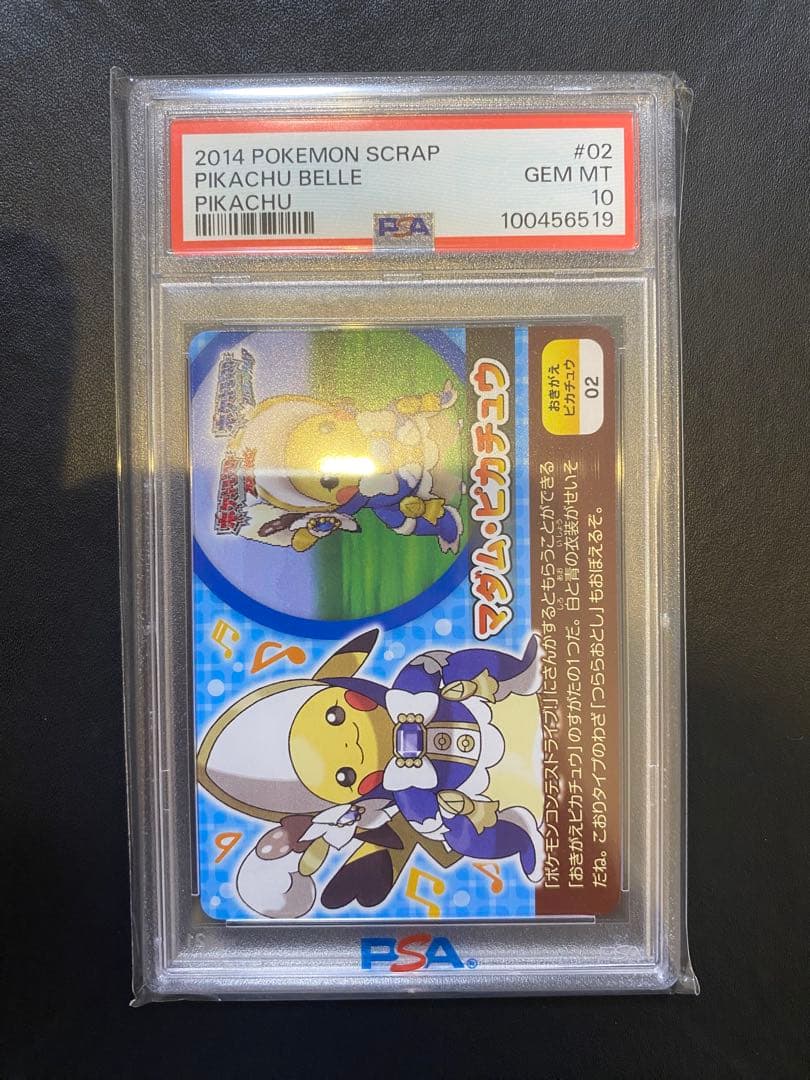 2014 POKEMON SCRAP #02
PIKACHU BELLE GEM MT
PIKACHU 10
100456519
PSA
おきがえ
ピカチュウ
02
マダム・ピカチュウ
「ポケモンコンテストライブ!」にさんかするともらうことができる
「おきがえピカチュウ」のすがたの1つだ。白と青の衣装がせいそ
だね。こおりタイプのわざ「つららおとし」もおぼえるぞ。
PSA